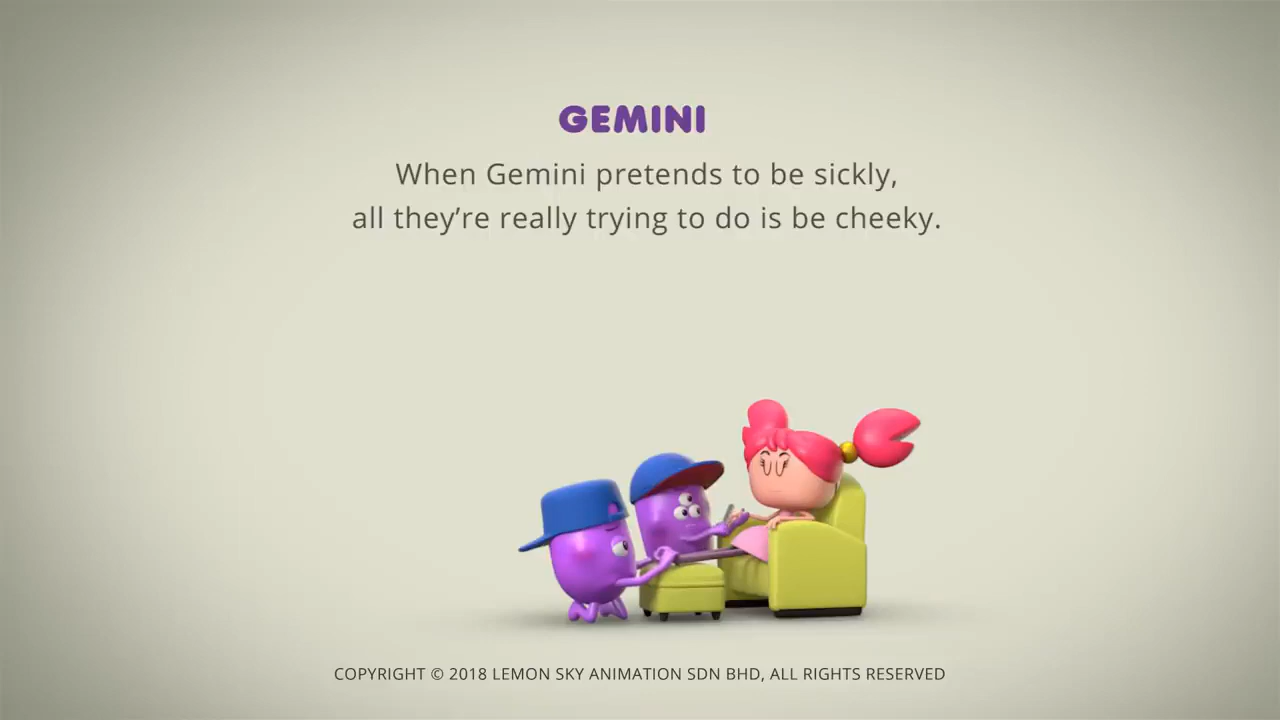 GEMINI
When Gemini pretends to be sickly,
all they’re really trying to do is be cheeky.
COPYRIGHT © 2018 LEMON SKY ANIMATION SDN BHD, ALL RIGHTS RESERVED